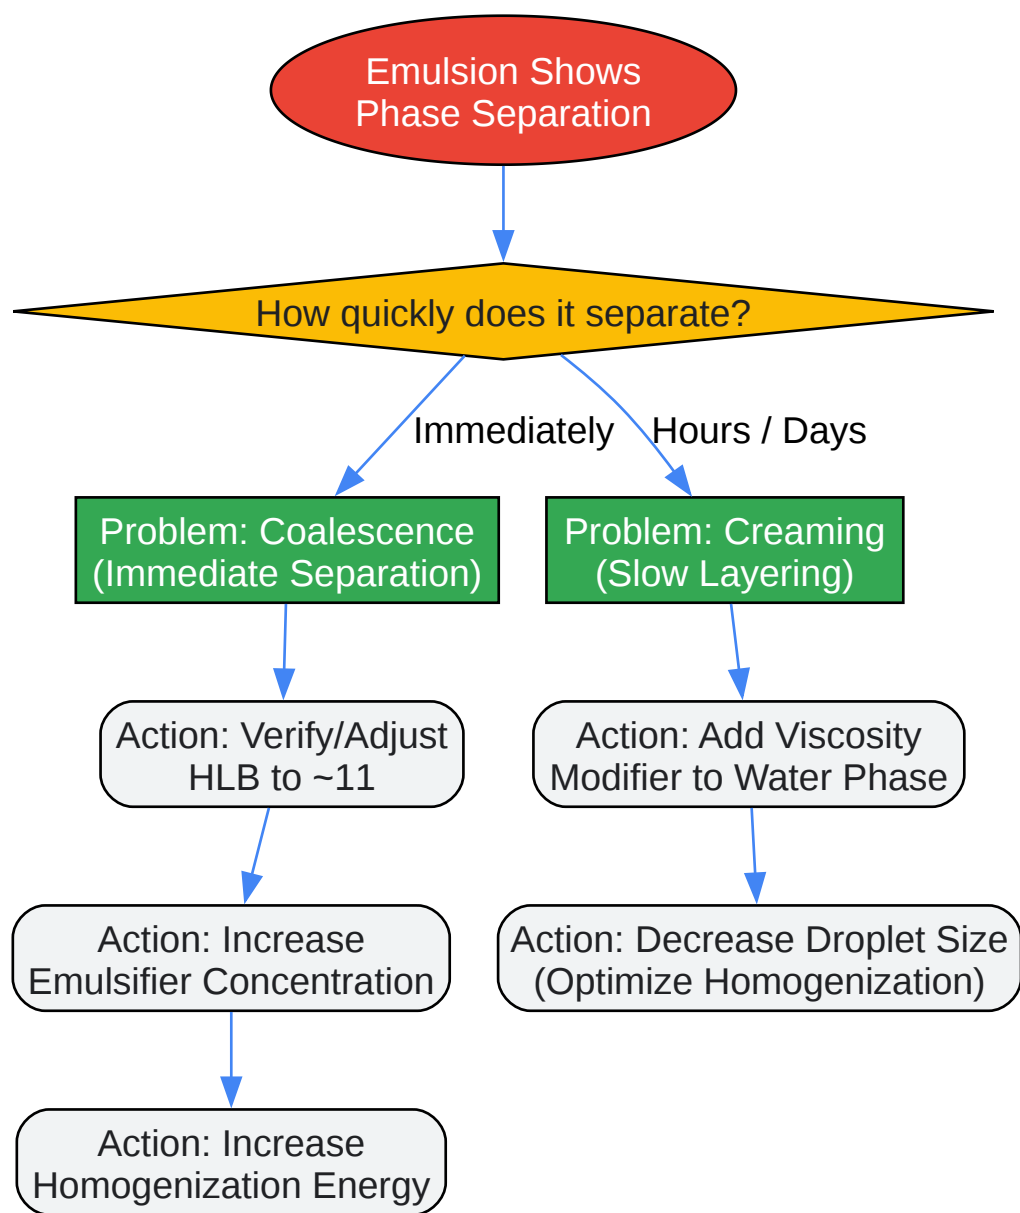 Emulsion Shows
Phase Separation
How quickly does it separate?
Immediately
Hours / Days
Problem: Coalescence
(Immediate Separation)
Problem: Creaming
(Slow Layering)
Action: Verify/Adjust
HLB to ~11
Action: Add Viscosity
Modifier to Water Phase
Action: Increase
Emulsifier Concentration
Action: Decrease Droplet Size
(Optimize Homogenization)
Action: Increase
Homogenization Energy